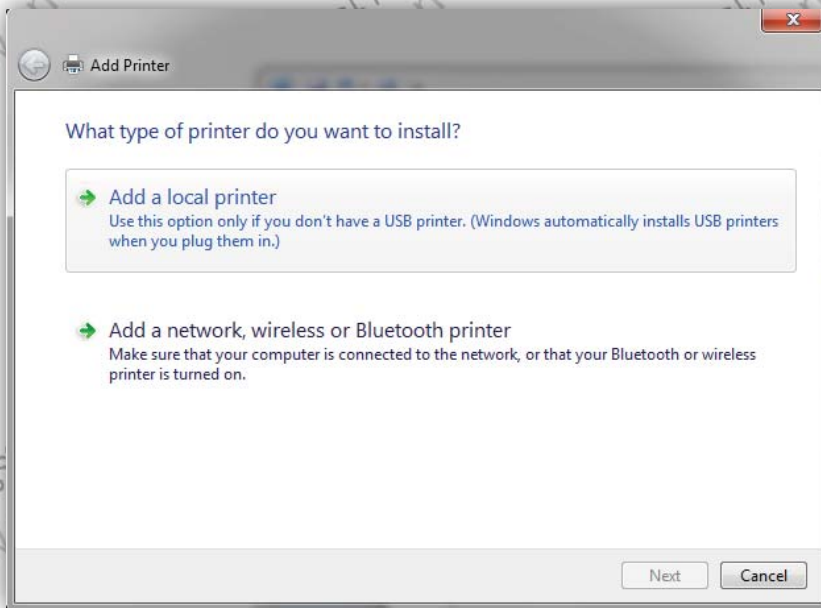 Add Printer
What type of printer do you want to install?
Add a local printer
Use this option only if you don't have a USB printer. (Windows automatically installs USB printers
when you plug them in.)
Add a network, wireless or Bluetooth printer
Make sure that your computer is connected to the network, or that your Bluetooth or wireless
printer is turned on.
Next
Cancel